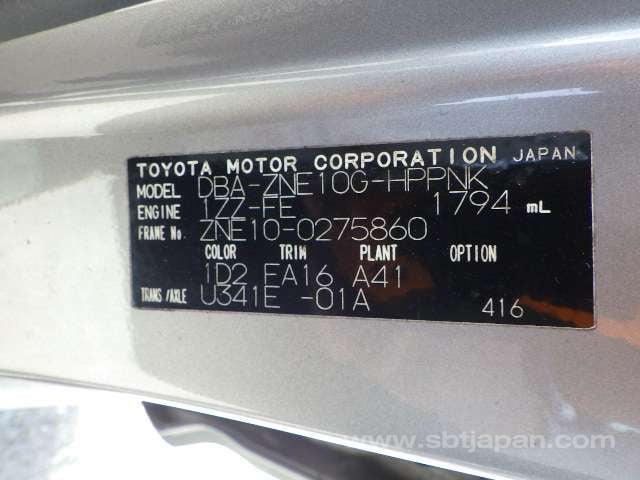 TOYOTA MOTOR CORPORATION JAPAN
MODEL DBA-ZNE10G-HPPNK
ENGINE 1ZZ-FE 1794 mL
FRAME No. ZNE10-0275860
COLOR TRIM PLANT OPTION
1D2 FA16 A41
TRANS/AXLE U341E -01A 416
www.sbtjapan.com